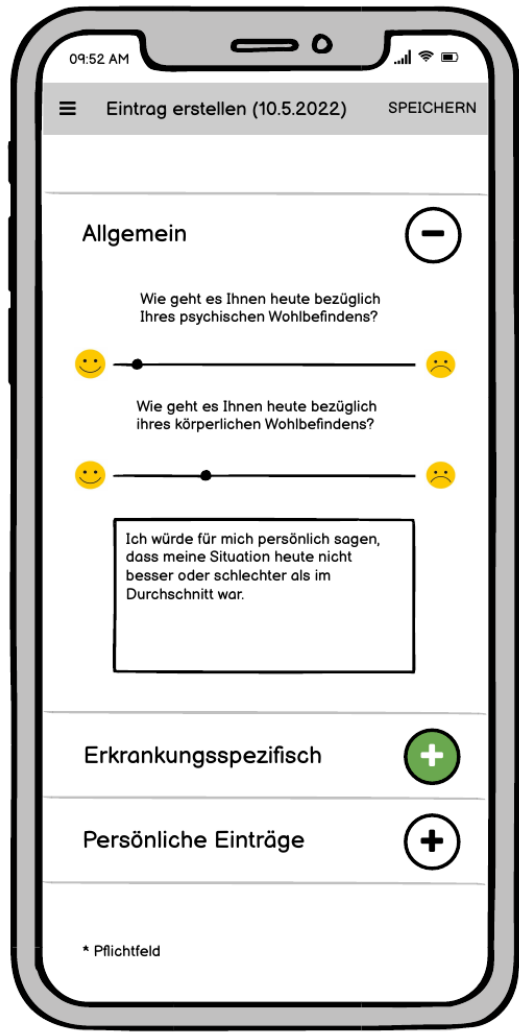 09:52 AM
Eintrag erstellen (10.5.2022) SPEICHERN
Allgemein
Wie geht es Ihnen heute bezüglich
Ihres psychischen Wohlbefindens?
Wie geht es Ihnen heute bezüglich
ihres körperlichen Wohlbefindens?
Ich würde für mich persönlich sagen,
dass meine Situation heute nicht
besser oder schlechter als im
Durchschnitt war.
Erkrankungsspezifisch
Persönliche Einträge
* Pflichtfeld